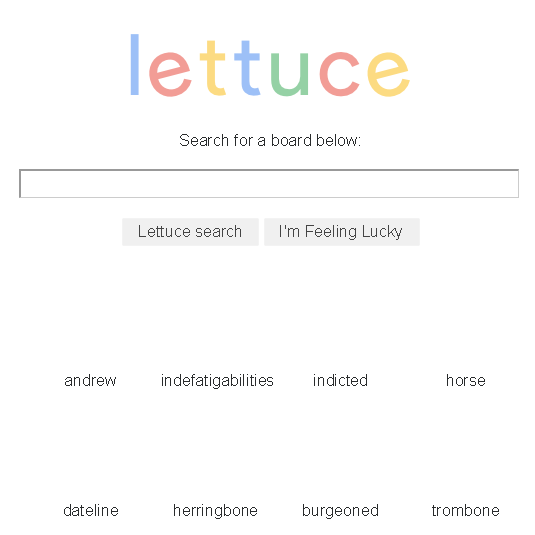 lettuce
Search for a board below:
Lettuce search I'm Feeling Lucky
andrew indefatigabilities indicted horse
dateline herringbone burgeoned trombone